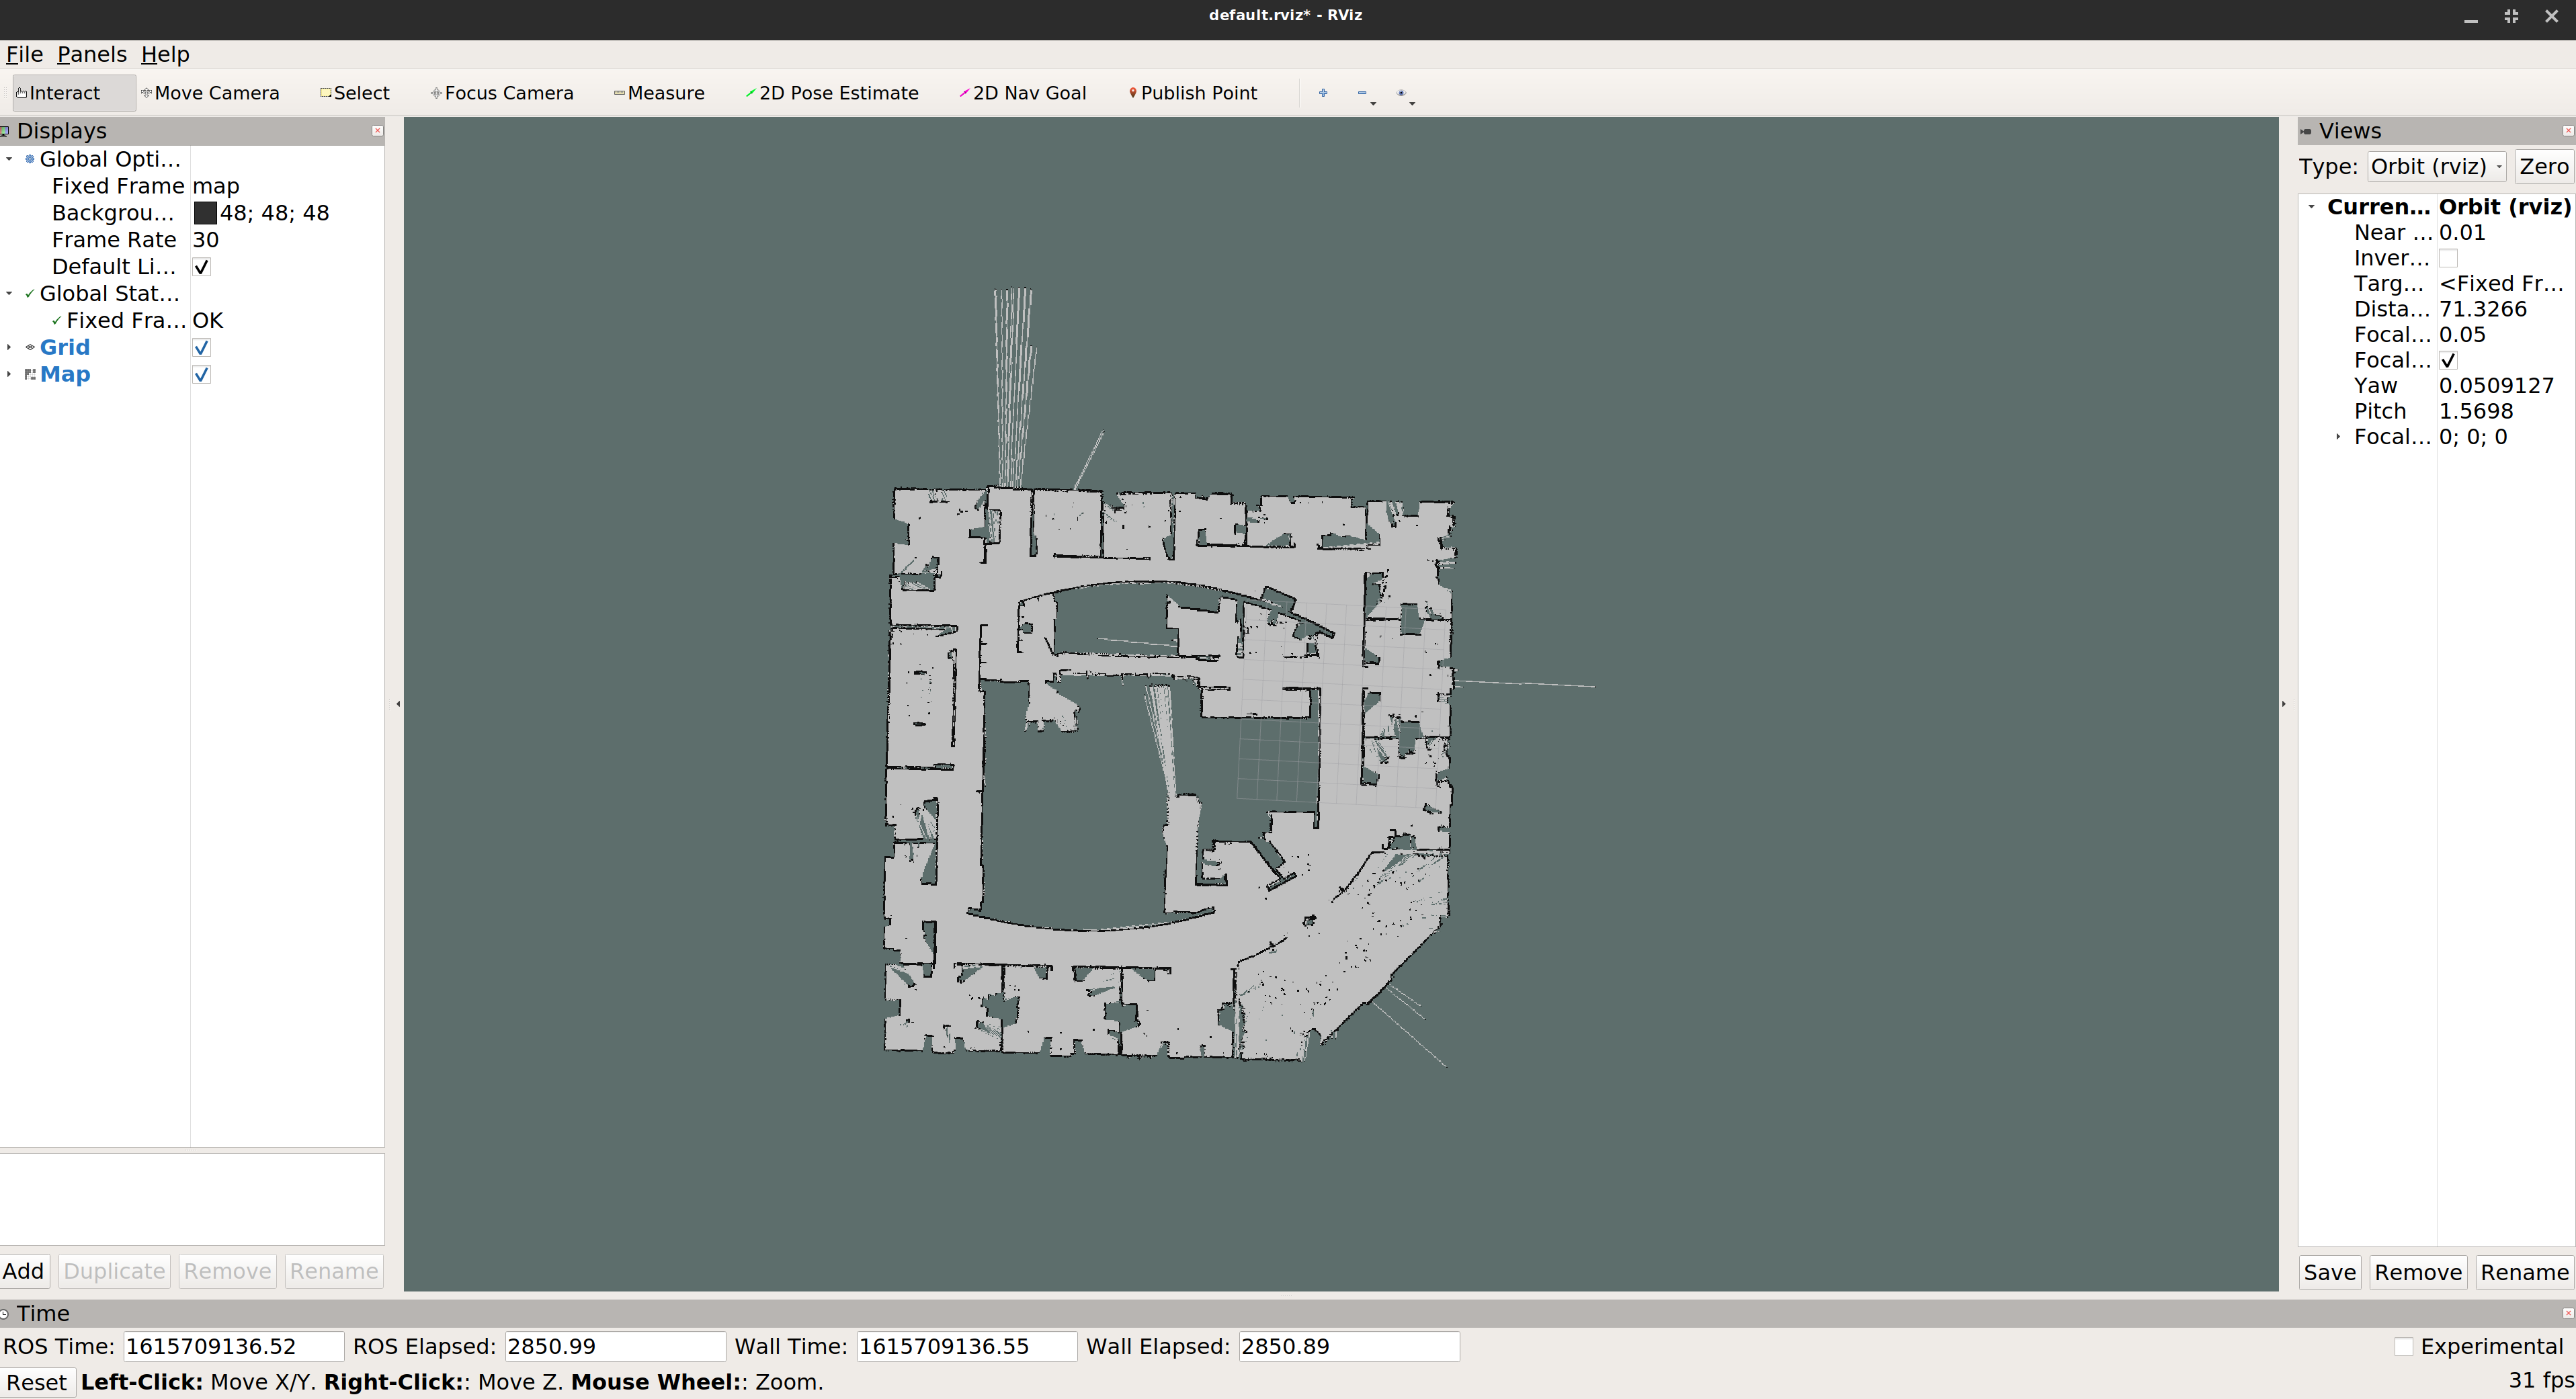 default.rviz* - RViz
File Panels Help
Interact Move Camera Select Focus Camera Measure 2D Pose Estimate 2D Nav Goal Publish Point
Displays
Global Opti...
Fixed Frame map
Backgrou... 48; 48; 48
Frame Rate 30
Default Li...
Global Stat...
Fixed Fra... OK
Grid
Map
Add Duplicate Remove Rename
Views
Type: Orbit (rviz) Zero
Curren... Orbit (rviz)
Near ... 0.01
Inver...
Targ... <Fixed Fr...
Dista... 71.3266
Focal... 0.05
Focal...
Yaw 0.0509127
Pitch 1.5698
Focal... 0; 0; 0
Save Remove Rename
Time
ROS Time: 1615709136.52 ROS Elapsed: 2850.99 Wall Time: 1615709136.55 Wall Elapsed: 2850.89 Experimental
Reset Left-Click: Move X/Y. Right-Click:: Move Z. Mouse Wheel:: Zoom. 31 fps